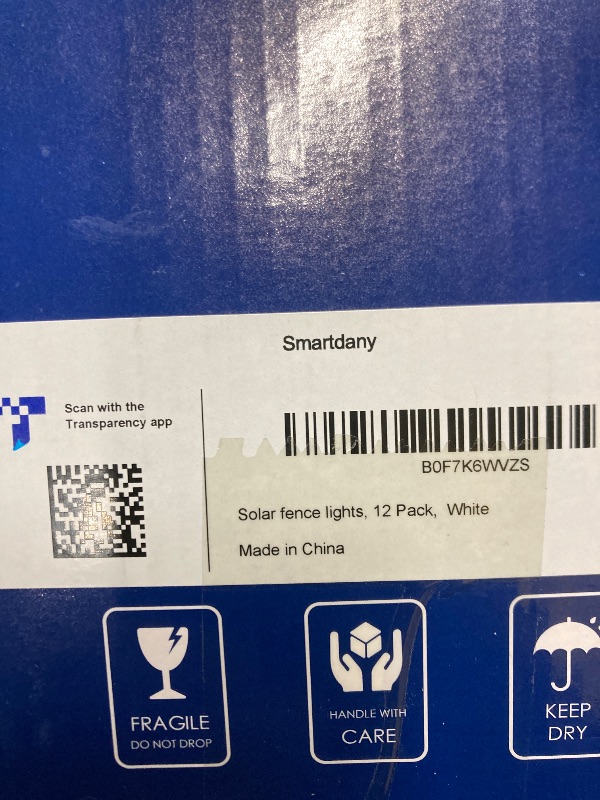 Smartdany
Scan with the
Transparency app
B0F7K6WVZS
Solar fence lights, 12 Pack, White
Made in China
FRAGILE
DO NOT DROP
HANDLE WITH
CARE
KEEP
DRY